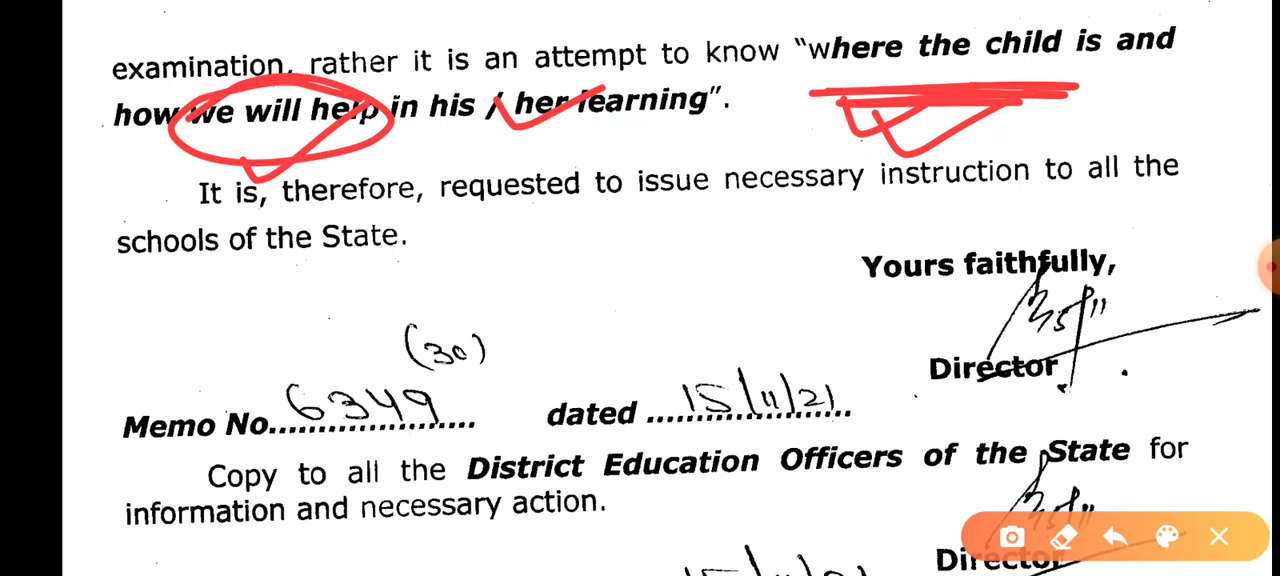 examination, rather it is an attempt to know “where the child is and
how we will help in his / her learning”.
It is, therefore, requested to issue necessary instruction to all the
schools of the State.
Yours faithfully,
Director
(30)
Memo No. 6349 dated 15/11/21
Copy to all the District Education Officers of the State for
information and necessary action.
Director